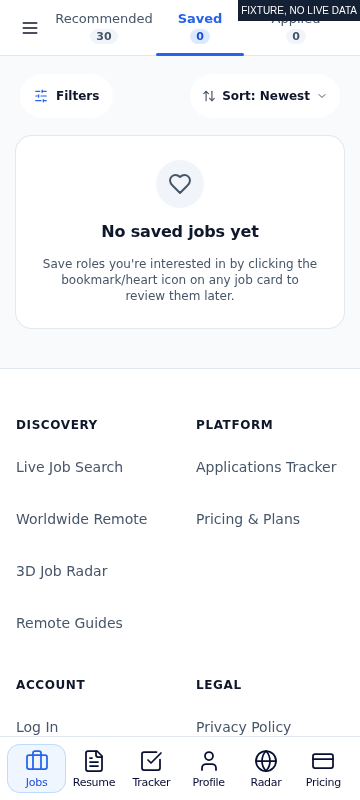 FIXTURE, NO LIVE DATA
Recommended Saved Applied
30 0 0
Filters Sort: Newest
No saved jobs yet
Save roles you're interested in by clicking the
bookmark/heart icon on any job card to
review them later.
DISCOVERY PLATFORM
Live Job Search Applications Tracker
Worldwide Remote Pricing & Plans
3D Job Radar
Remote Guides
ACCOUNT LEGAL
Log In Privacy Policy
Jobs Resume Tracker Profile Radar Pricing